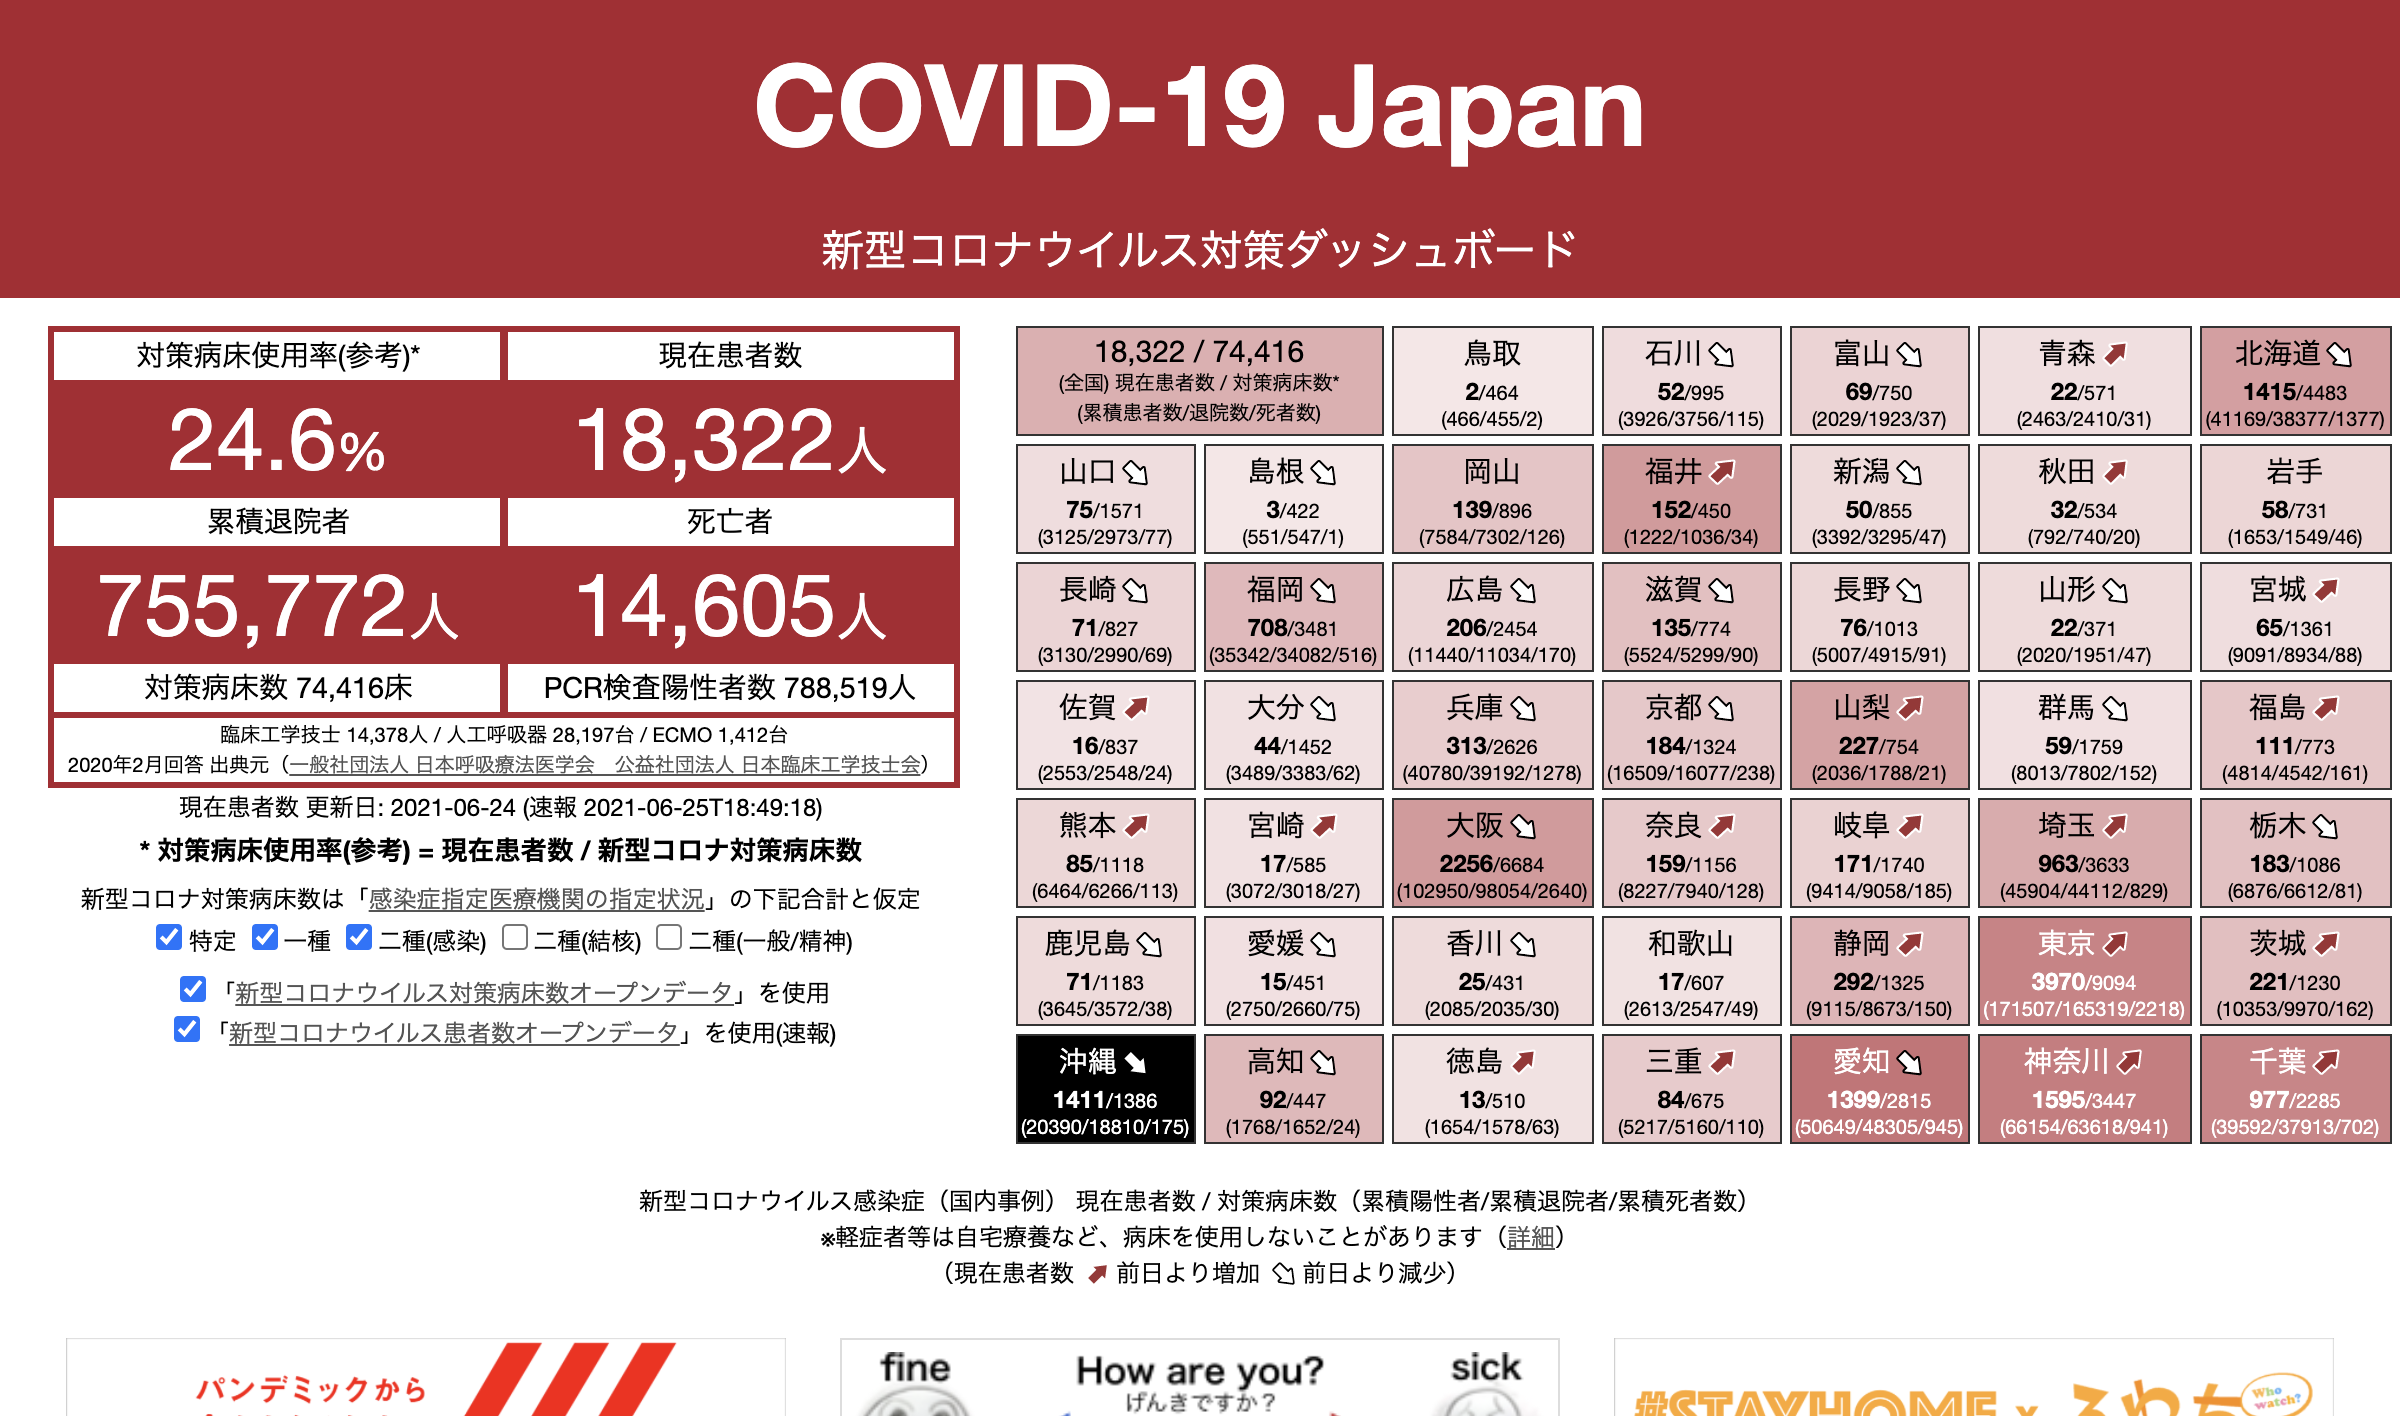 COVID-19 Japan
新型コロナウイルス対策ダッシュボード
対策病床使用率(参考)*
現在患者数
24.6%
18,322人
累積退院者
死亡者
755,772人
14,605人
対策病床数 74,416床
PCR検査陽性者数 788,519人
臨床工学技士 14,378人 / 人工呼吸器 28,197台 / ECMO 1,412台
2020年2月回答 出典元（一般社団法人 日本呼吸療法医学会　公益社団法人 日本臨床工学技士会）
現在患者数 更新日: 2021-06-24 (速報 2021-06-25T18:49:18)
* 対策病床使用率(参考) = 現在患者数 / 新型コロナ対策病床数
新型コロナ対策病床数は「感染症指定医療機関の指定状況」の下記合計と仮定
特定 一種 二種(感染) 二種(結核) 二種(一般/精神)
「新型コロナウイルス対策病床数オープンデータ」を使用
「新型コロナウイルス患者数オープンデータ」を使用(速報)
18,322 / 74,416
(全国) 現在患者数 / 対策病床数*
(累積患者数/退院数/死者数)
鳥取
2/464
(466/455/2)
石川
52/995
(3926/3756/115)
富山
69/750
(2029/1923/37)
青森
22/571
(2463/2410/31)
北海道
1415/4483
(41169/38377/1377)
山口
75/1571
(3125/2973/77)
島根
3/422
(551/547/1)
岡山
139/896
(7584/7302/126)
福井
152/450
(1222/1036/34)
新潟
50/855
(3392/3295/47)
秋田
32/534
(792/740/20)
岩手
58/731
(1653/1549/46)
長崎
71/827
(3130/2990/69)
福岡
708/3481
(35342/34082/516)
広島
206/2454
(11440/11034/170)
滋賀
135/774
(5524/5299/90)
長野
76/1013
(5007/4915/91)
山形
22/371
(2020/1951/47)
宮城
65/1361
(9091/8934/88)
佐賀
16/837
(2553/2548/24)
大分
44/1452
(3489/3383/62)
兵庫
313/2626
(40780/39192/1278)
京都
184/1324
(16509/16077/238)
山梨
227/754
(2036/1788/21)
群馬
59/1759
(8013/7802/152)
福島
111/773
(4814/4542/161)
熊本
85/1118
(6464/6266/113)
宮崎
17/585
(3072/3018/27)
大阪
2256/6684
(102950/98054/2640)
奈良
159/1156
(8227/7940/128)
岐阜
171/1740
(9414/9058/185)
埼玉
963/3633
(45904/44112/829)
栃木
183/1086
(6876/6612/81)
鹿児島
71/1183
(3645/3572/38)
愛媛
15/451
(2750/2660/75)
香川
25/431
(2085/2035/30)
和歌山
17/607
(2613/2547/49)
静岡
292/1325
(9115/8673/150)
東京
3970/9094
(171507/165319/2218)
茨城
221/1230
(10353/9970/162)
沖縄
1411/1386
(20390/18810/175)
高知
92/447
(1768/1652/24)
徳島
13/510
(1654/1578/63)
三重
84/675
(5217/5160/110)
愛知
1399/2815
(50649/48305/945)
神奈川
1595/3447
(66154/63618/941)
千葉
977/2285
(39592/37913/702)
新型コロナウイルス感染症（国内事例） 現在患者数 / 対策病床数（累積陽性者/累積退院者/累積死者数）
※軽症者等は自宅療養など、病床を使用しないことがあります（詳細）
（現在患者数 前日より増加 前日より減少）
パンデミックから
fine
How are you?
げんきですか？
sick
#STAYHOME x ふわっち
Who watch?